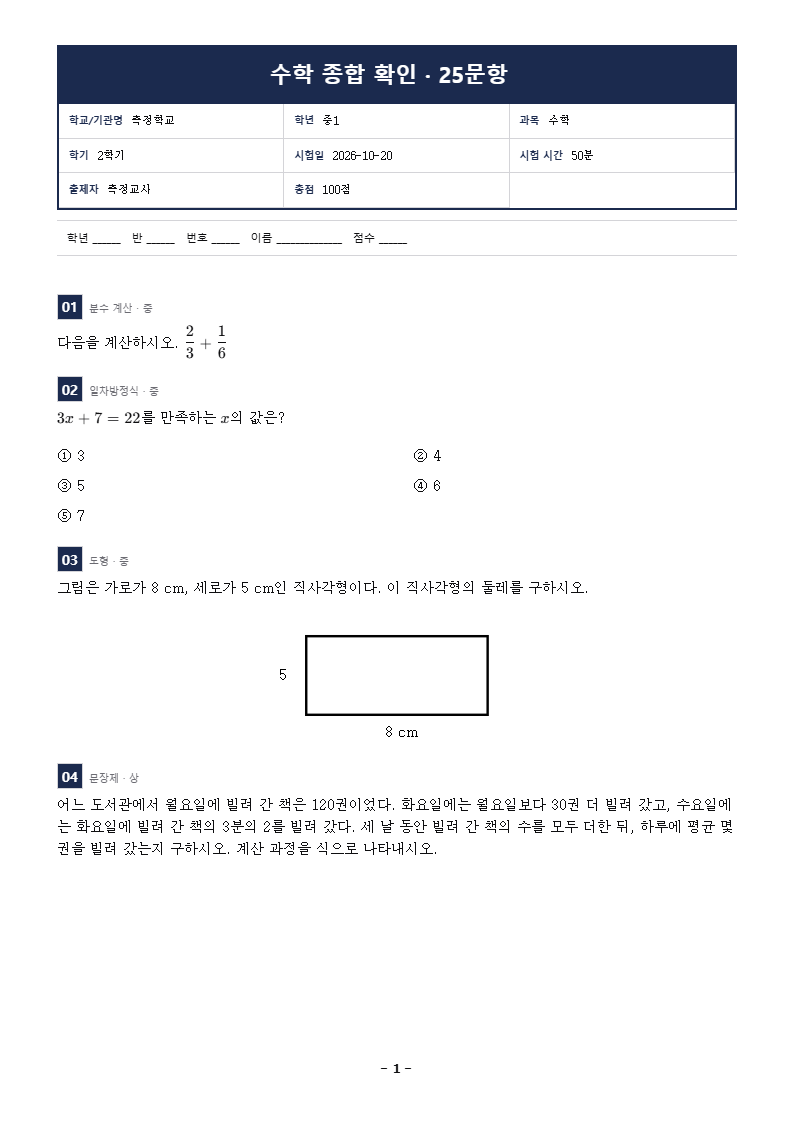 수학 종합 확인 · 25문항
학교/기관명 측정학교 학년 중1 과목 수학
학기 2학기 시험일 2026-10-20 시험 시간 50분
출제자 측정교사 총점 100점
학년 _____ 반 _____ 번호 _____ 이름 ____________ 점수 _____
01 분수 계산 · 중
다음을 계산하시오. 2/3 + 1/6
02 일차방정식 · 중
3x + 7 = 22를 만족하는 x의 값은?
① 3 ② 4
③ 5 ④ 6
⑤ 7
03 도형 · 중
그림은 가로가 8 cm, 세로가 5 cm인 직사각형이다. 이 직사각형의 둘레를 구하시오.
5
8 cm
04 문장제 · 상
어느 도서관에서 월요일에 빌려 간 책은 120권이었다. 화요일에는 월요일보다 30권 더 빌려 갔고, 수요일에
는 화요일에 빌려 간 책의 3분의 2를 빌려 갔다. 세 날 동안 빌려 간 책의 수를 모두 더한 뒤, 하루에 평균 몇
권을 빌려 갔는지 구하시오. 계산 과정을 식으로 나타내시오.
- 1 -